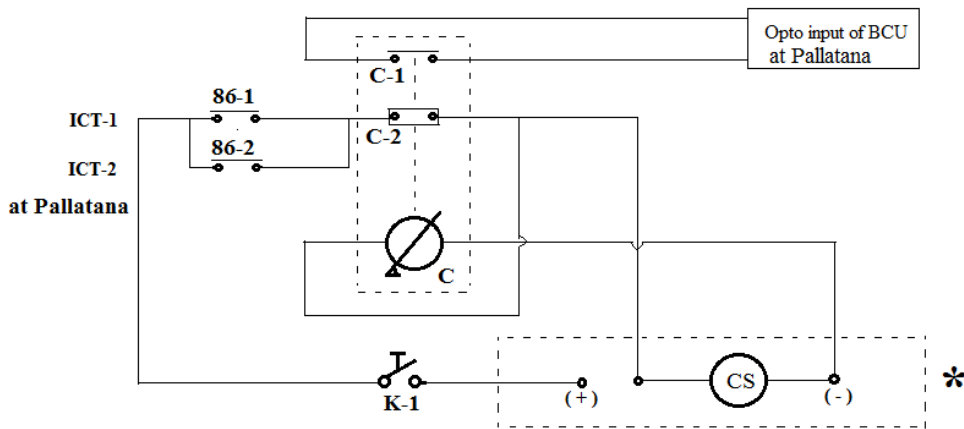 Opto input of BCU
at Pallatana
C-1
86-1
ICT-1
C-2
86-2
ICT-2
at Pallatana
C
K-1
(+)
CS
(-)
*